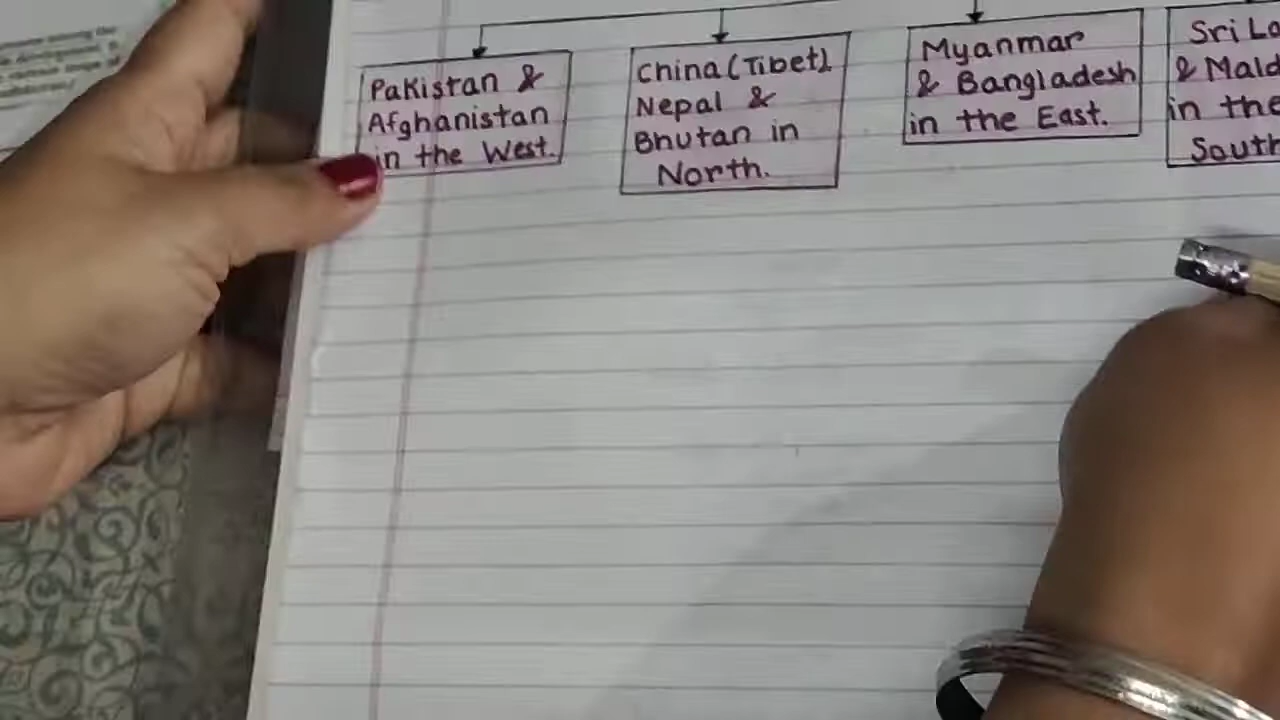 Pakistan &
Afghanistan
in the West.
China (Tibet)
Nepal &
Bhutan in
North.
Myanmar
& Bangladesh
in the East.
Sri La
& Mald
in the
South